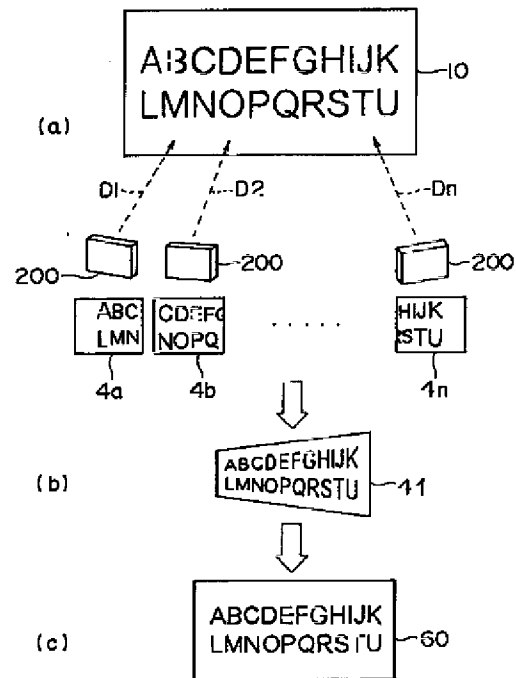 ABCDEFGHIJK
LMNOPQRSTU
10
(a)
D1 D2 Dn
200 200 200
ABC CDEFG HIJK
LMN NOPQ STU
· · · · ·
4a 4b 4n
(b)
ABCDEFGHIJK
LMNOPQRSTU
41
(c)
ABCDEFGHIJK
LMNOPQRSTU
60